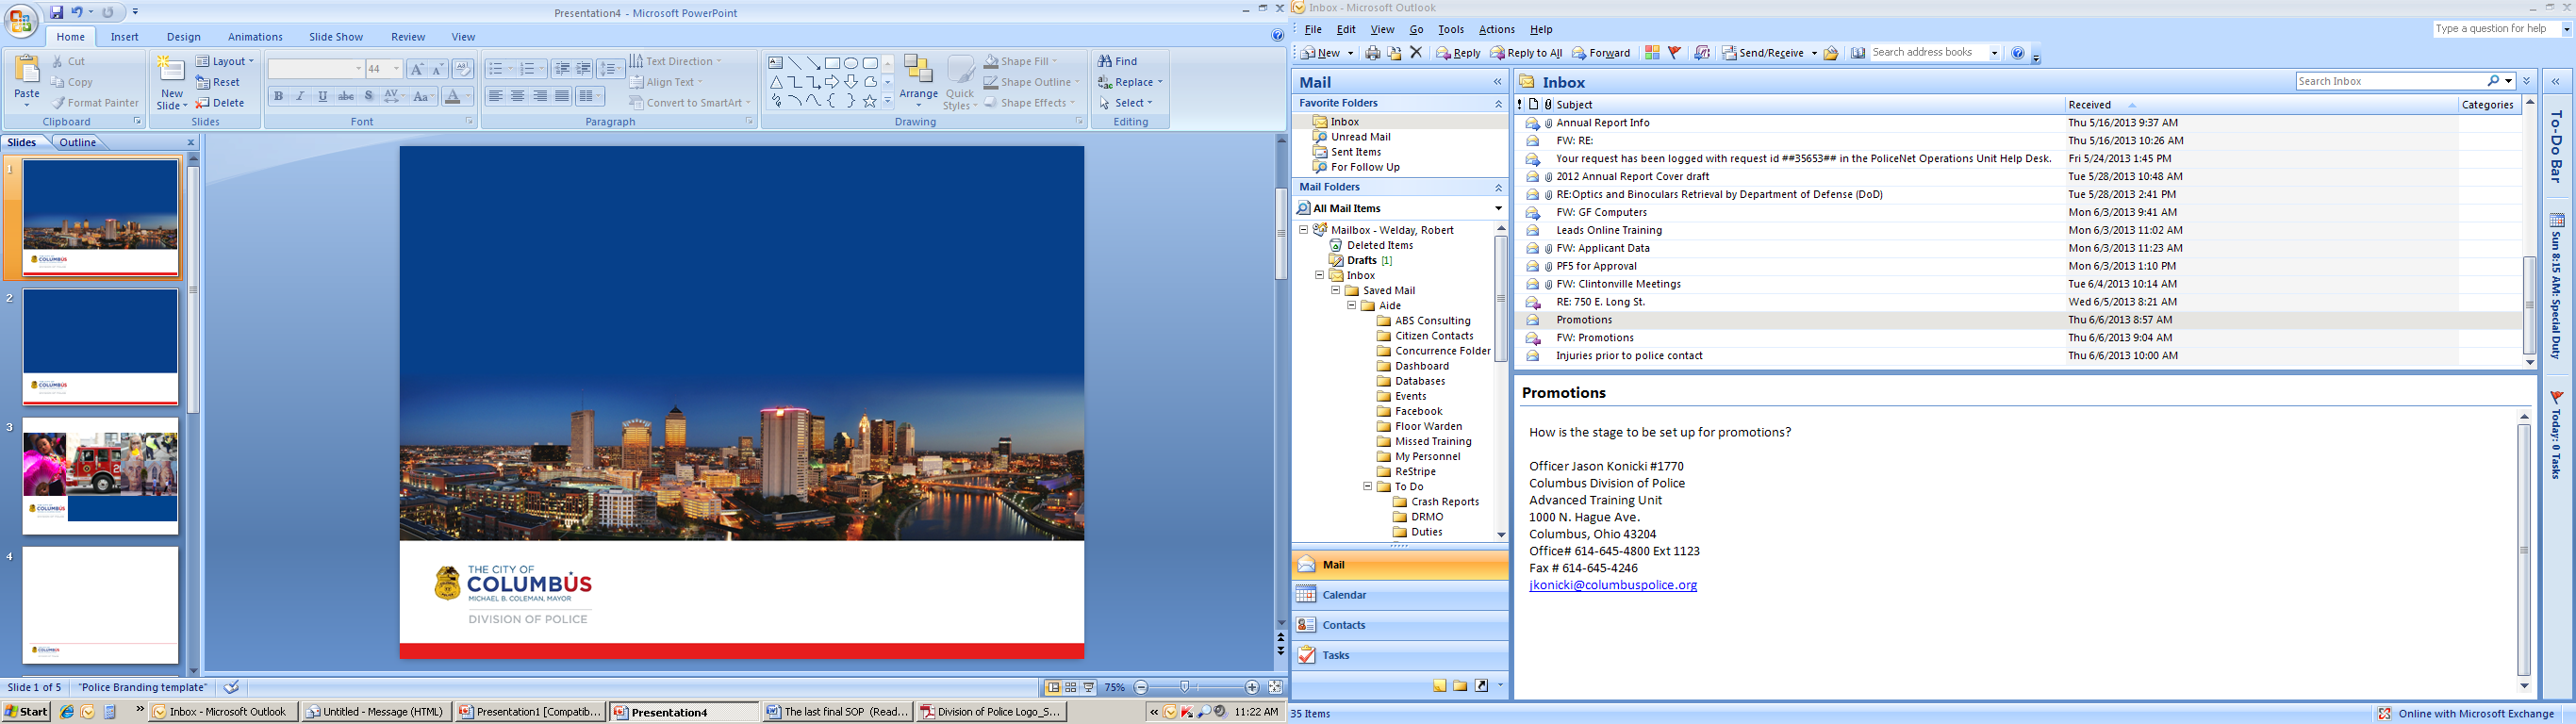 Presentation4 - Microsoft PowerPoint
Home Insert Design Animations Slide Show Review View
Paste
Cut
Copy
Format Painter
Clipboard
New
Slide
Layout
Reset
Delete
Slides
44
B I U abc S AV Aa A
Font
Text Direction
Align Text
Convert to SmartArt
Paragraph
Arrange
Quick
Styles
Shape Fill
Shape Outline
Shape Effects
Drawing
Find
Replace
Select
Editing
Slides Outline
1
2
3
4
THE CITY OF
COLUMBUS
MICHAEL B. COLEMAN, MAYOR
DIVISION OF POLICE
Slide 1 of 5 "Police Branding template" 75%
Start Inbox - Microsoft Outlook Untitled - Message (HTML) Presentation1 [Compatib... Presentation4 The last final SOP (Read... Division of Police Logo_S... 11:22 AM
Inbox - Microsoft Outlook
File Edit View Go Tools Actions Help
Type a question for help
New Reply Reply to All Forward Send/Receive Search address books
Mail
Favorite Folders
Inbox
Unread Mail
Sent Items
For Follow Up
Mail Folders
All Mail Items
Mailbox - Welday, Robert
Deleted Items
Drafts [1]
Inbox
Saved Mail
Aide
ABS Consulting
Citizen Contacts
Concurrence Folder
Dashboard
Databases
Events
Facebook
Floor Warden
Missed Training
My Personnel
ReStripe
To Do
Crash Reports
DRMO
Duties
Mail
Calendar
Contacts
Tasks
Inbox
Search Inbox
Subject Received Categories
Annual Report Info Thu 5/16/2013 9:37 AM
FW: RE: Thu 5/16/2013 10:26 AM
Your request has been logged with request id ##35653## in the PoliceNet Operations Unit Help Desk. Fri 5/24/2013 1:45 PM
2012 Annual Report Cover draft Tue 5/28/2013 10:48 AM
RE:Optics and Binoculars Retrieval by Department of Defense (DoD) Tue 5/28/2013 2:41 PM
FW: GF Computers Mon 6/3/2013 9:41 AM
Leads Online Training Mon 6/3/2013 11:02 AM
FW: Applicant Data Mon 6/3/2013 11:23 AM
PF5 for Approval Mon 6/3/2013 1:10 PM
FW: Clintonville Meetings Tue 6/4/2013 10:14 AM
RE: 750 E. Long St. Wed 6/5/2013 8:21 AM
Promotions Thu 6/6/2013 8:57 AM
FW: Promotions Thu 6/6/2013 9:04 AM
Injuries prior to police contact Thu 6/6/2013 10:00 AM
Promotions
How is the stage to be set up for promotions?
Officer Jason Konicki #1770
Columbus Division of Police
Advanced Training Unit
1000 N. Hague Ave.
Columbus, Ohio 43204
Office# 614-645-4800 Ext 1123
Fax # 614-645-4246
jkonicki@columbuspolice.org
To-Do Bar
Sun 8:15 AM: Special Duty
Today: 0 Tasks
35 Items
Online with Microsoft Exchange